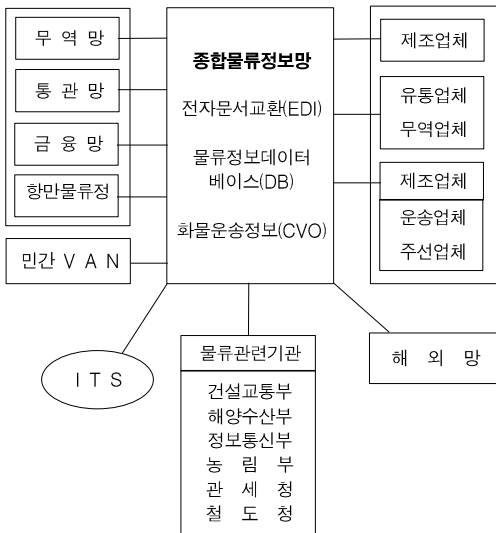 무 역 망
통 관 망
금 융 망
항만물류정
민간 V A N
I T S
종합물류정보망
전자문서교환(EDI)
물류정보데이터
베이스(DB)
화물운송정보(CVO)
제조업체
유통업체
무역업체
제조업체
운송업체
주선업체
해 외 망
물류관련기관
건설교통부
해양수산부
정보통신부
농 림 부
관 세 청
철 도 청